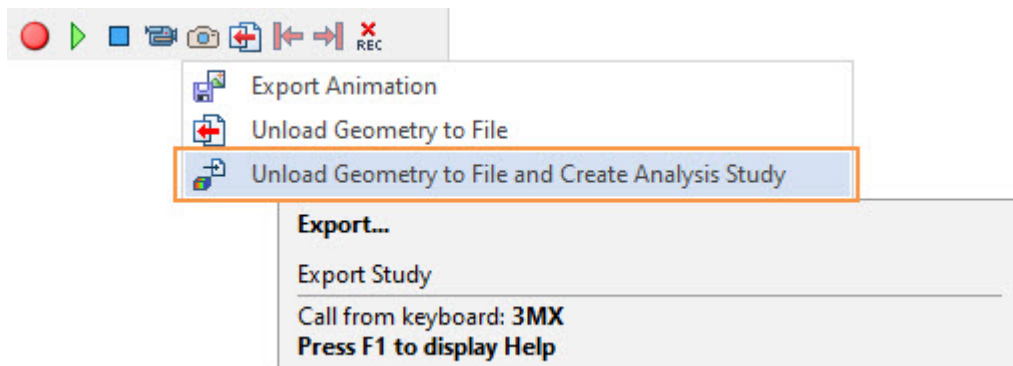 REC
Export Animation
Unload Geometry to File
Unload Geometry to File and Create Analysis Study
Export...
Export Study
Call from keyboard: 3MX
Press F1 to display Help